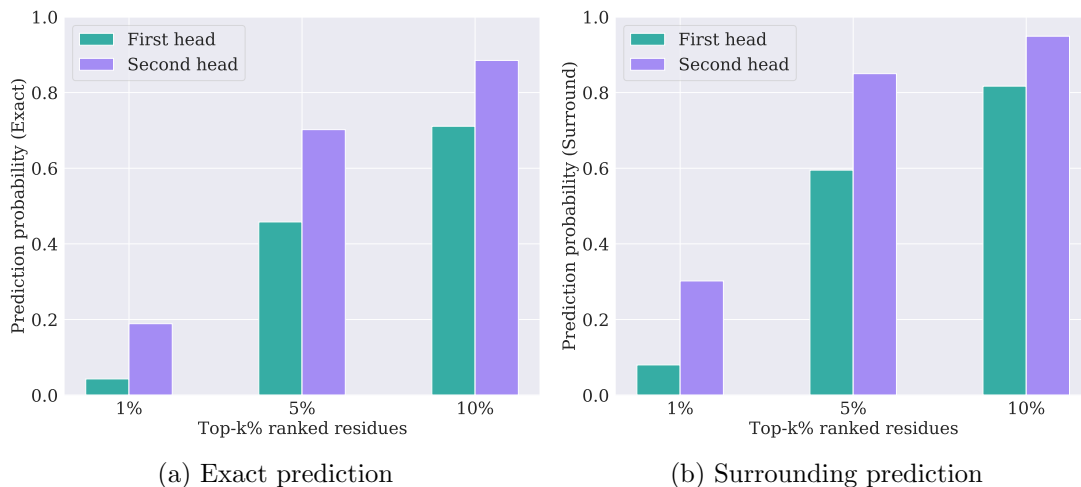 Prediction probability (Exact)
1.0
0.8
0.6
0.4
0.2
0.0
First head
Second head
1% 5% 10%
Top-k% ranked residues
(a) Exact prediction
Prediction probability (Surround)
1.0
0.8
0.6
0.4
0.2
0.0
First head
Second head
1% 5% 10%
Top-k% ranked residues
(b) Surrounding prediction